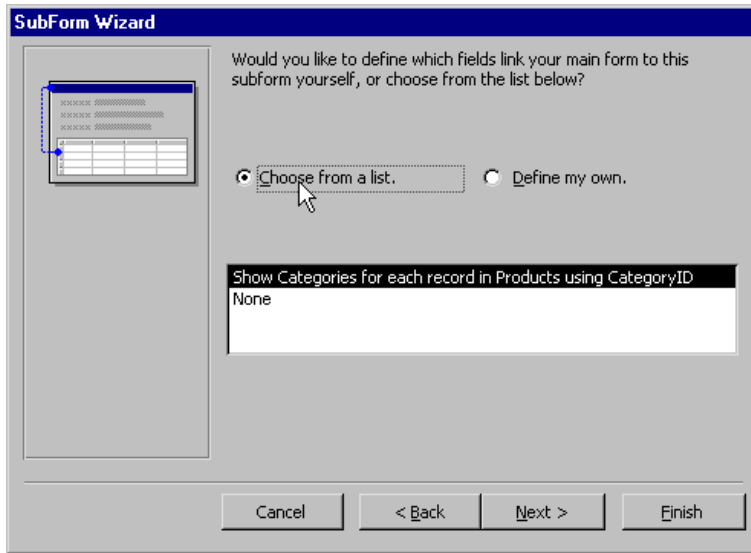 SubForm Wizard
Would you like to define which fields link your main form to this
subform yourself, or choose from the list below?
Choose from a list.
Define my own.
Show Categories for each record in Products using CategoryID
None
Cancel
< Back
Next >
Finish